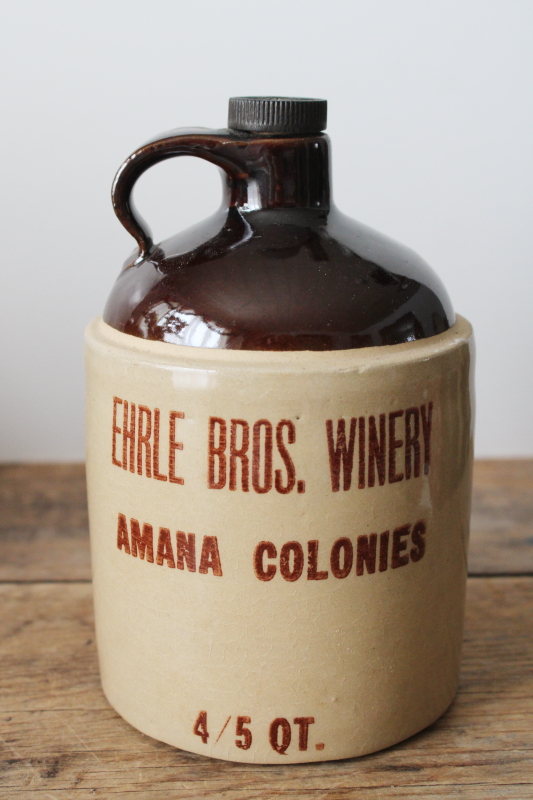 EHRLE BROS. WINERY
AMANA COLONIES
4/5 QT.